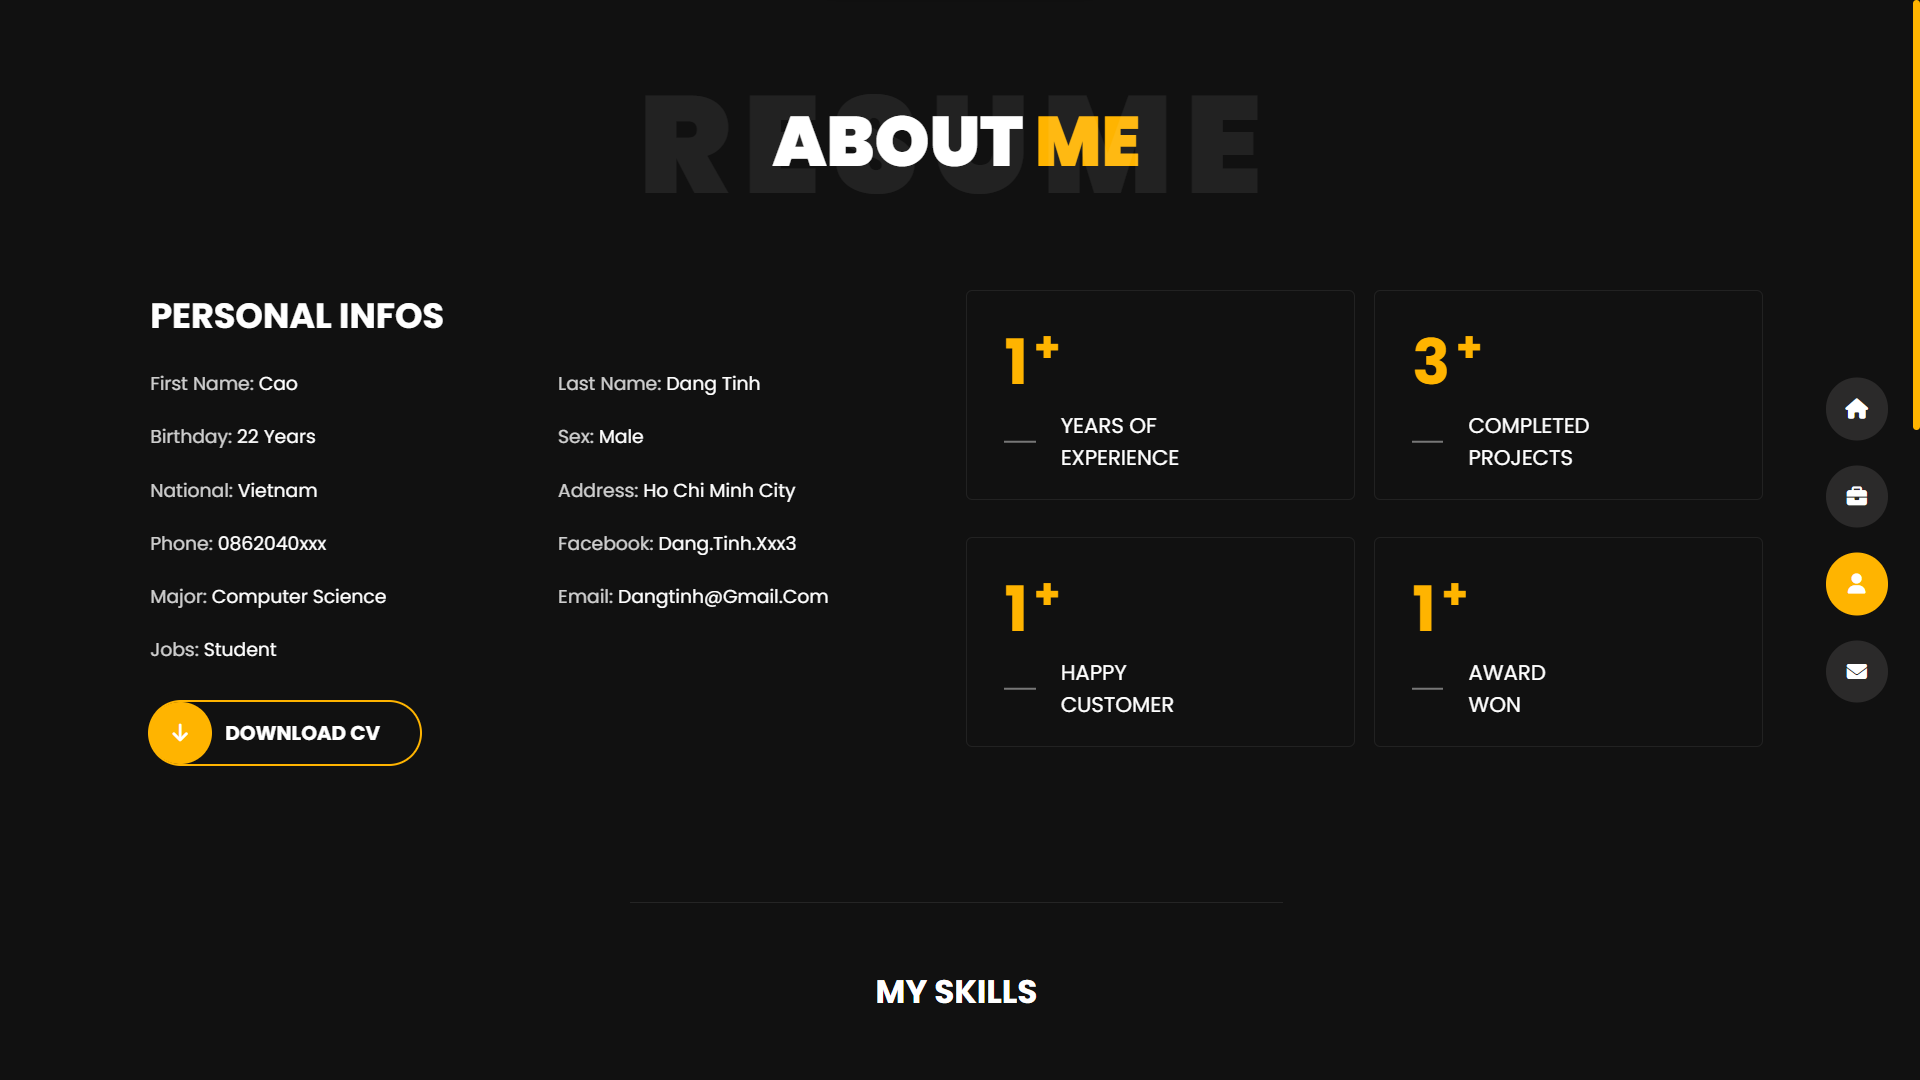 RESUME
ABOUT ME
PERSONAL INFOS
First Name: Cao
Last Name: Dang Tinh
Birthday: 22 Years
Sex: Male
National: Vietnam
Address: Ho Chi Minh City
Phone: 0862040xxx
Facebook: Dang.Tinh.Xxx3
Major: Computer Science
Email: Dangtinh@Gmail.Com
Jobs: Student
DOWNLOAD CV
1+
YEARS OF
EXPERIENCE
3+
COMPLETED
PROJECTS
1+
HAPPY
CUSTOMER
1+
AWARD
WON
MY SKILLS